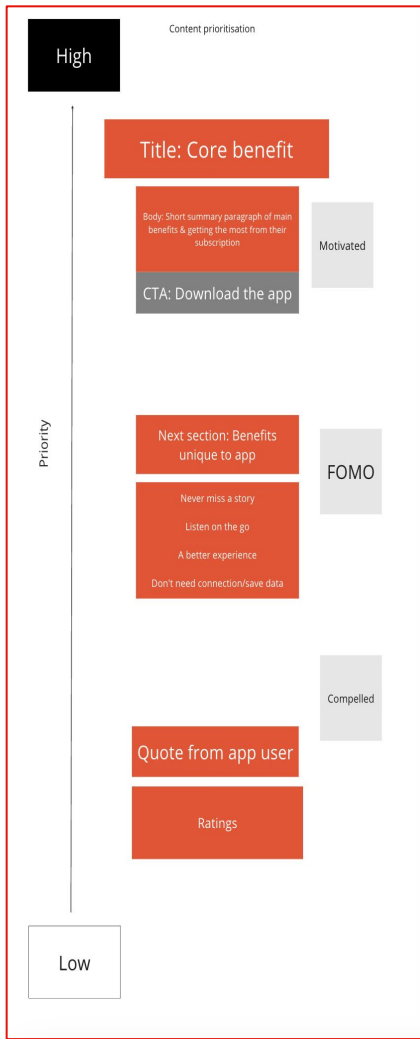 Content prioritisation
High
Title: Core benefit
Body: Short summary paragraph of main
benefits & getting the most from their
subscription
Motivated
CTA: Download the app
Priority
Next section: Benefits
unique to app
FOMO
Never miss a story
Listen on the go
A better experience
Don't need connection/save data
Compelled
Quote from app user
Ratings
Low